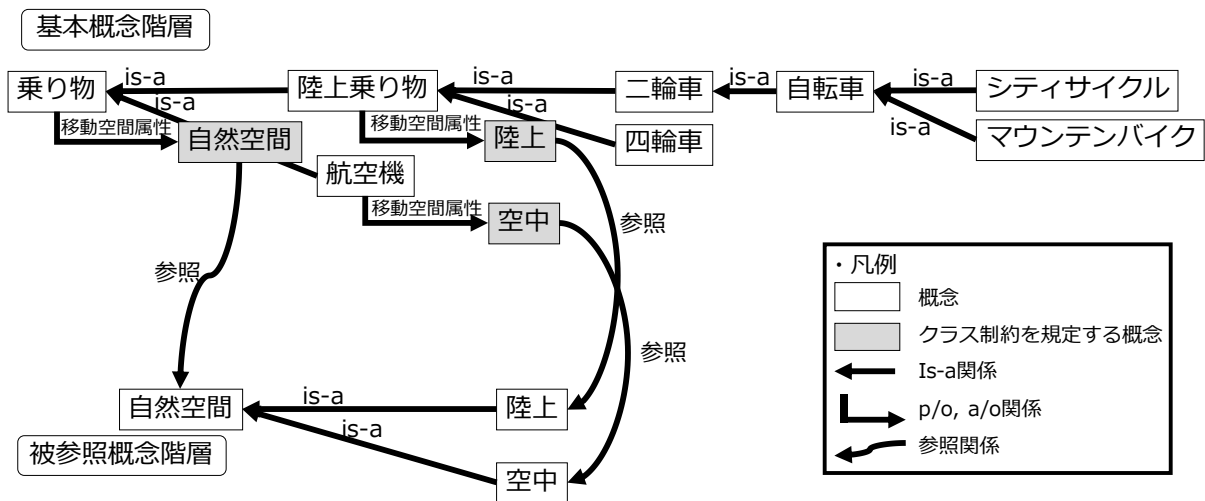 基本概念階層
乗り物
is-a
is-a
陸上乗り物
is-a
is-a
二輪車
is-a
自転車
is-a
is-a
シティサイクル
マウンテンバイク
移動空間属性
自然空間
移動空間属性
陸上
四輪車
航空機
移動空間属性
空中
参照
参照
参照
自然空間
is-a
is-a
陸上
空中
被参照概念階層
・凡例
概念
クラス制約を規定する概念
Is-a関係
p/o, a/o関係
参照関係